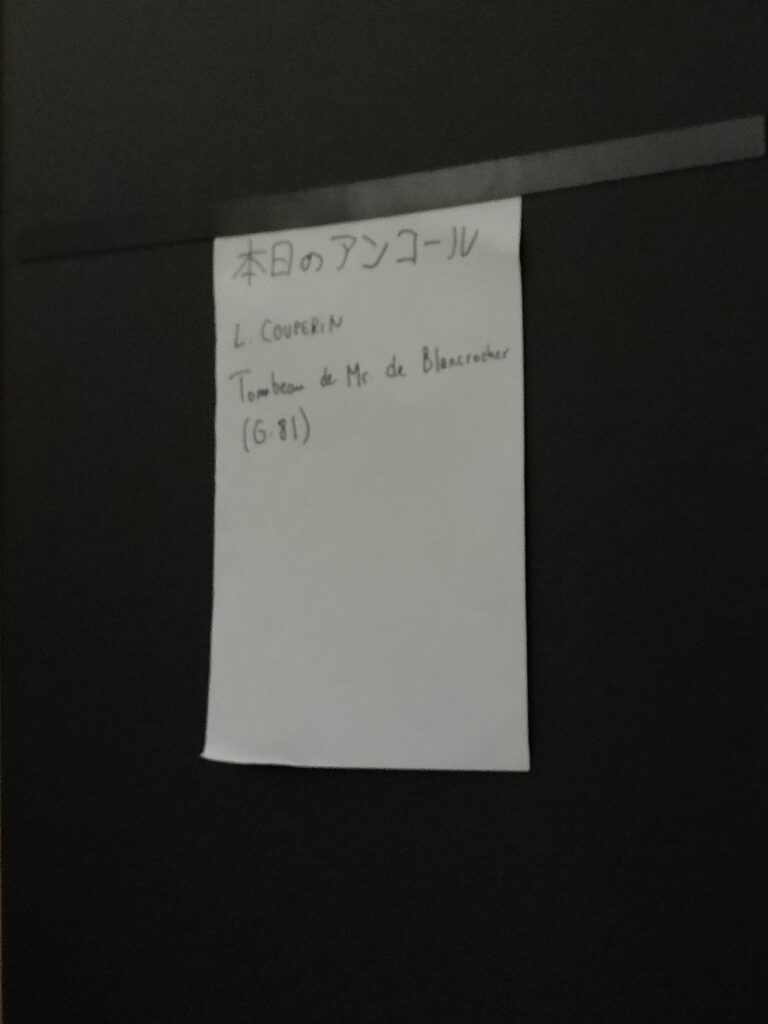 本日のアンコール
L. COUPERIN
Tombeau de Mr. de Blancrocher
(G.81)